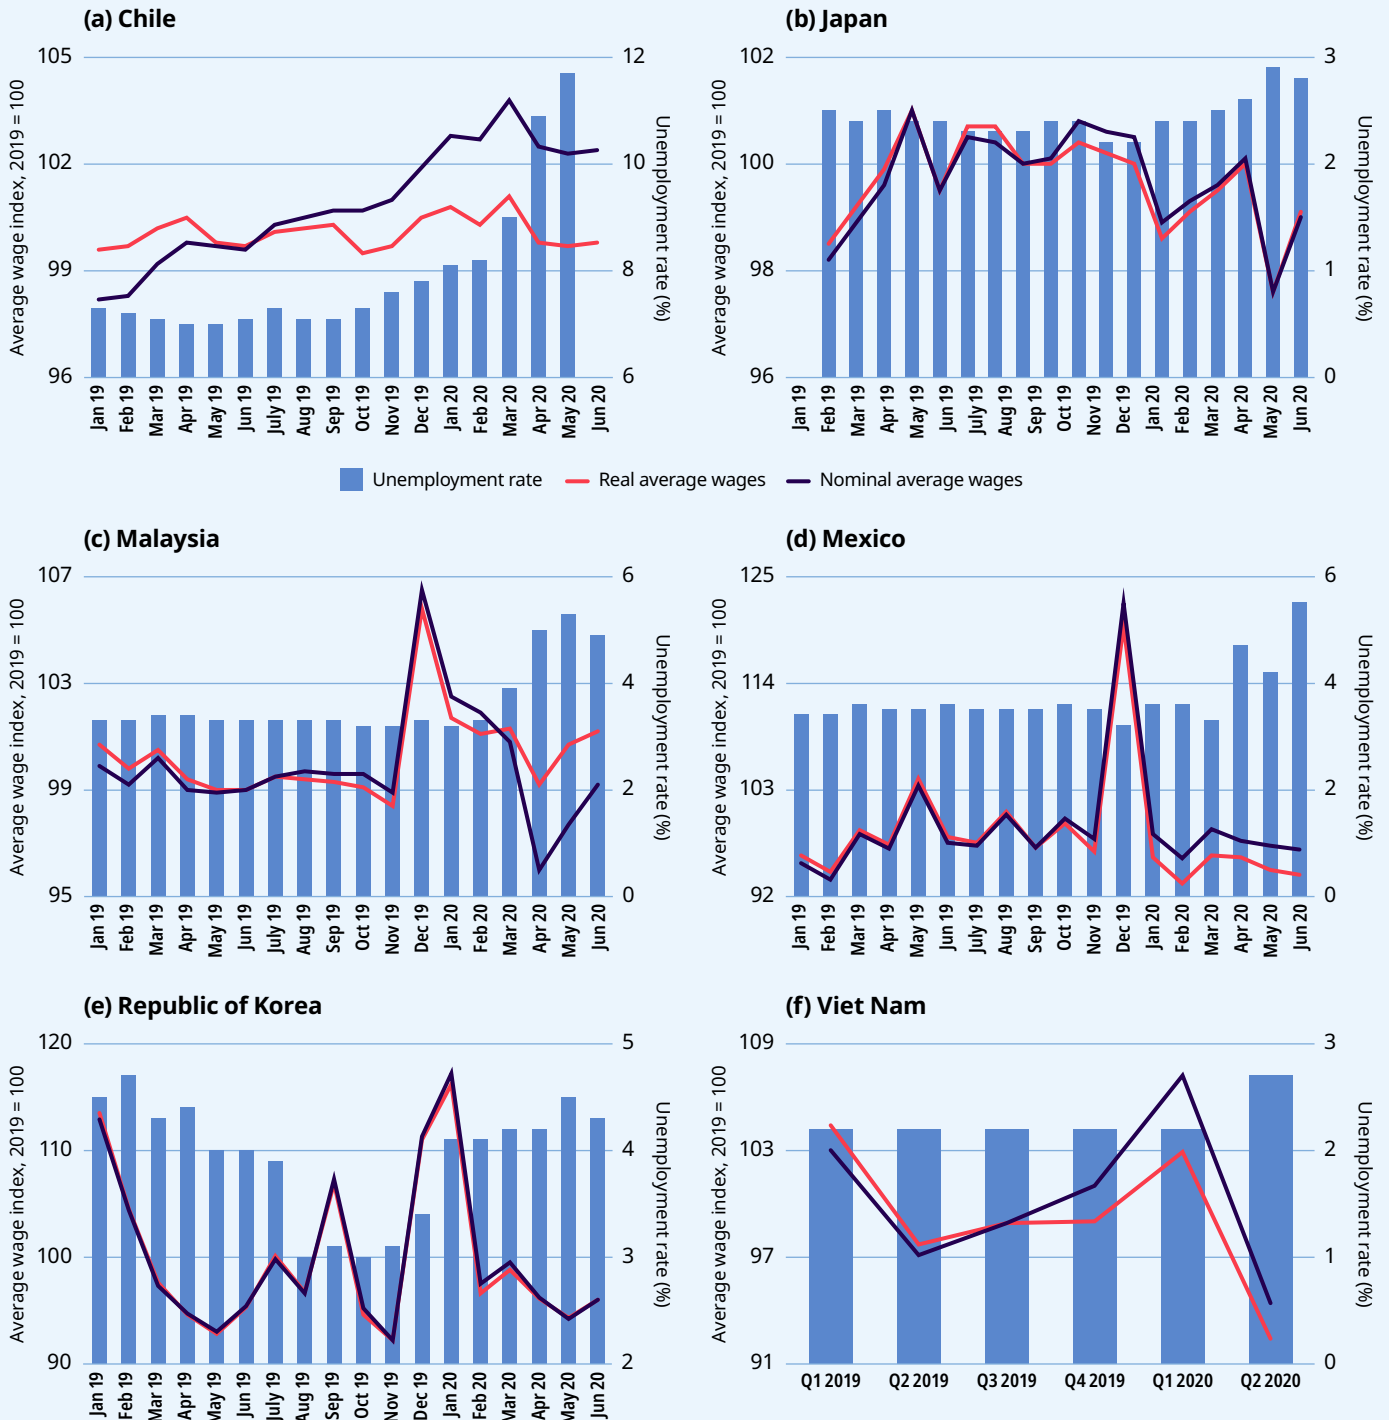 (a) Chile
Average wage index, 2019 = 100
105
102
99
96
12
10
8
6
Unemployment rate (%)
Jan 19
Feb 19
Mar 19
Apr 19
May 19
Jun 19
July 19
Aug 19
Sep 19
Oct 19
Nov 19
Dec 19
Jan 20
Feb 20
Mar 20
Apr 20
May 20
Jun 20
(b) Japan
Average wage index, 2019 = 100
102
100
98
96
3
2
1
0
Unemployment rate (%)
Jan 19
Feb 19
Mar 19
Apr 19
May 19
Jun 19
July 19
Aug 19
Sep 19
Oct 19
Nov 19
Dec 19
Jan 20
Feb 20
Mar 20
Apr 20
May 20
Jun 20
Unemployment rate
Real average wages
Nominal average wages
(c) Malaysia
Average wage index, 2019 = 100
107
103
99
95
6
4
2
0
Unemployment rate (%)
Jan 19
Feb 19
Mar 19
Apr 19
May 19
Jun 19
July 19
Aug 19
Sep 19
Oct 19
Nov 19
Dec 19
Jan 20
Feb 20
Mar 20
Apr 20
May 20
Jun 20
(d) Mexico
Average wage index, 2019 = 100
125
114
103
92
6
4
2
0
Unemployment rate (%)
Jan 19
Feb 19
Mar 19
Apr 19
May 19
Jun 19
July 19
Aug 19
Sep 19
Oct 19
Nov 19
Dec 19
Jan 20
Feb 20
Mar 20
Apr 20
May 20
Jun 20
(e) Republic of Korea
Average wage index, 2019 = 100
120
110
100
90
5
4
3
2
Unemployment rate (%)
Jan 19
Feb 19
Mar 19
Apr 19
May 19
Jun 19
July 19
Aug 19
Sep 19
Oct 19
Nov 19
Dec 19
Jan 20
Feb 20
Mar 20
Apr 20
May 20
Jun 20
(f) Viet Nam
Average wage index, 2019 = 100
109
103
97
91
3
2
1
0
Unemployment rate (%)
Q1 2019
Q2 2019
Q3 2019
Q4 2019
Q1 2020
Q2 2020